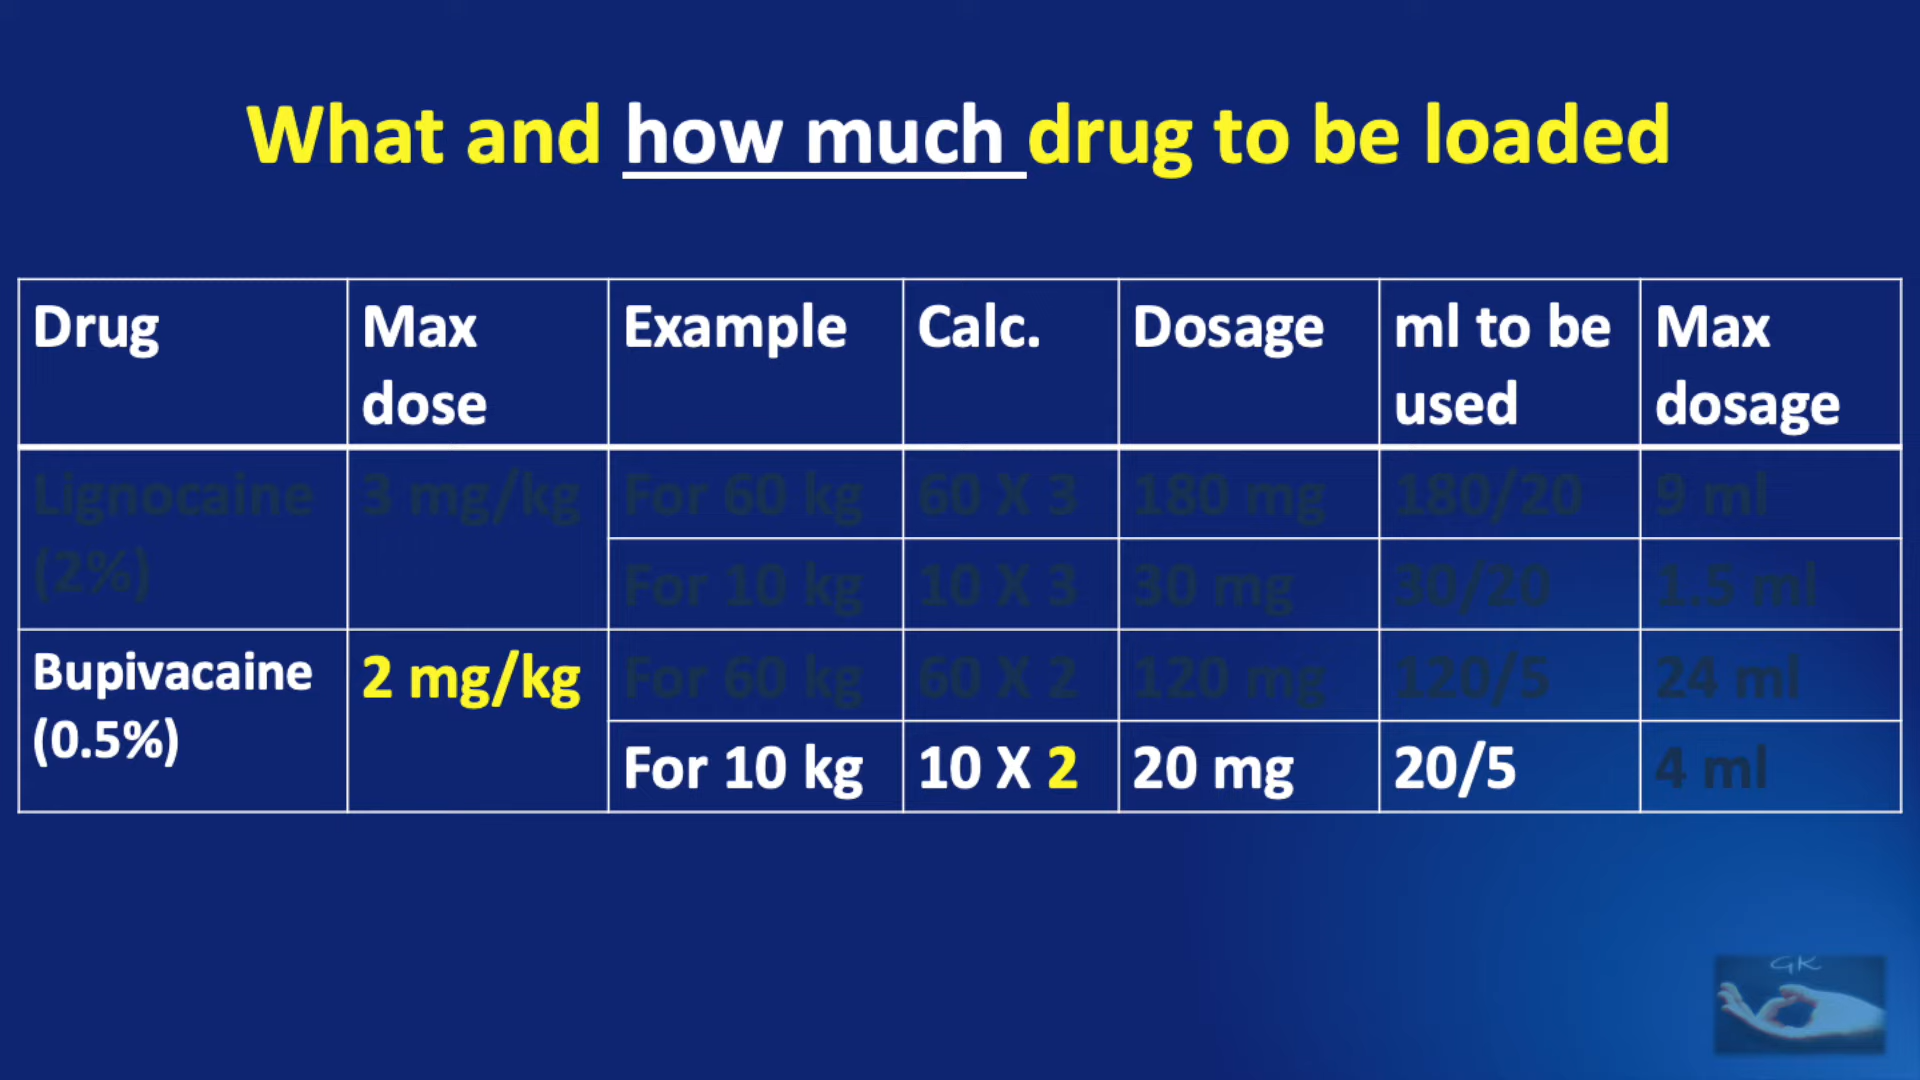 What and how much drug to be loaded
Drug
Max
dose
Example
Calc.
Dosage
ml to be
used
Max
dosage
Lignocaine
(2%)
3 mg/kg
For 60 kg
60 X 3
180 mg
180/20
9 ml
For 10 kg
10 X 3
30 mg
30/20
1.5 ml
Bupivacaine
(0.5%)
2 mg/kg
For 60 kg
60 X 2
120 mg
120/5
24 ml
For 10 kg
10 X 2
20 mg
20/5
4 ml
GK